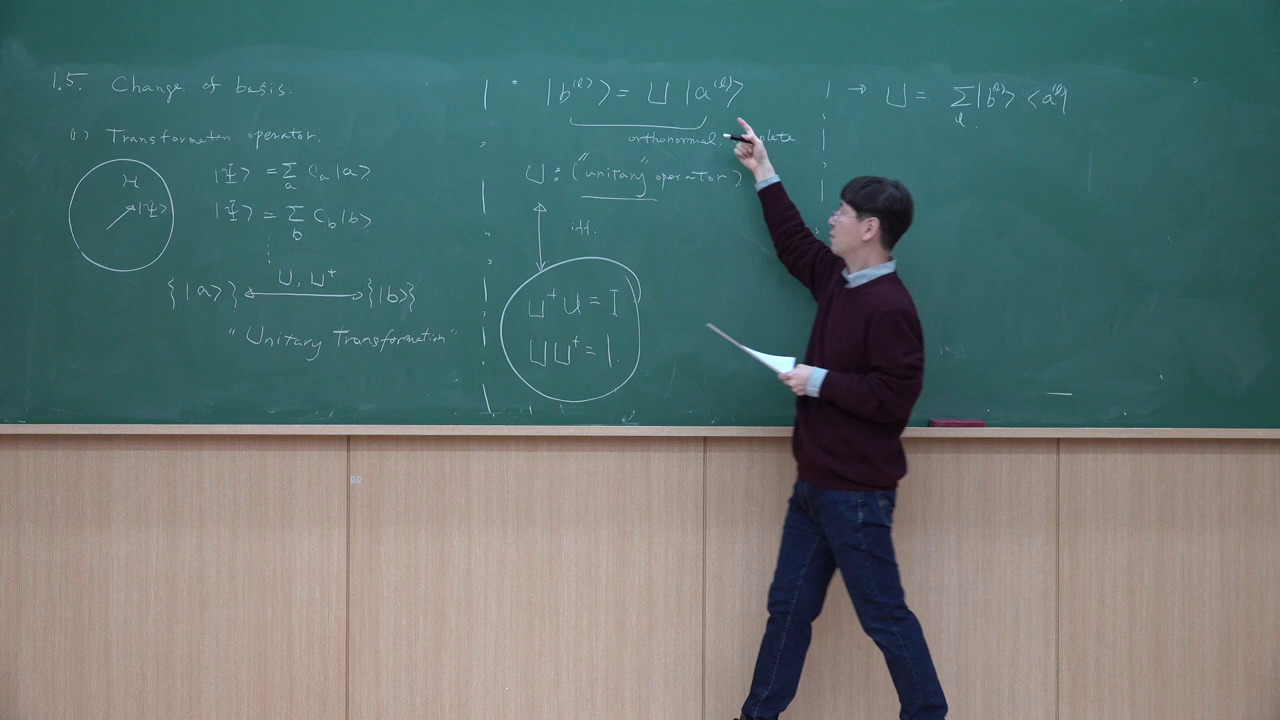 1.5. Change of basis.
(1) Transformation operator.
H
|Ψ>
|Ψ> = Σ_a C_a |a>
|Ψ> = Σ_b C_b |b>
U, U⁺
{|a>} ⟷ {|b>}
"Unitary Transformation"
|b^(l)> = U |a^(l)>
orthonormal,
U : ("unitary" operator)
iff.
U⁺U = I
UU⁺ = 1.
→ U = Σ_l |b^(l)> <a^(l)|